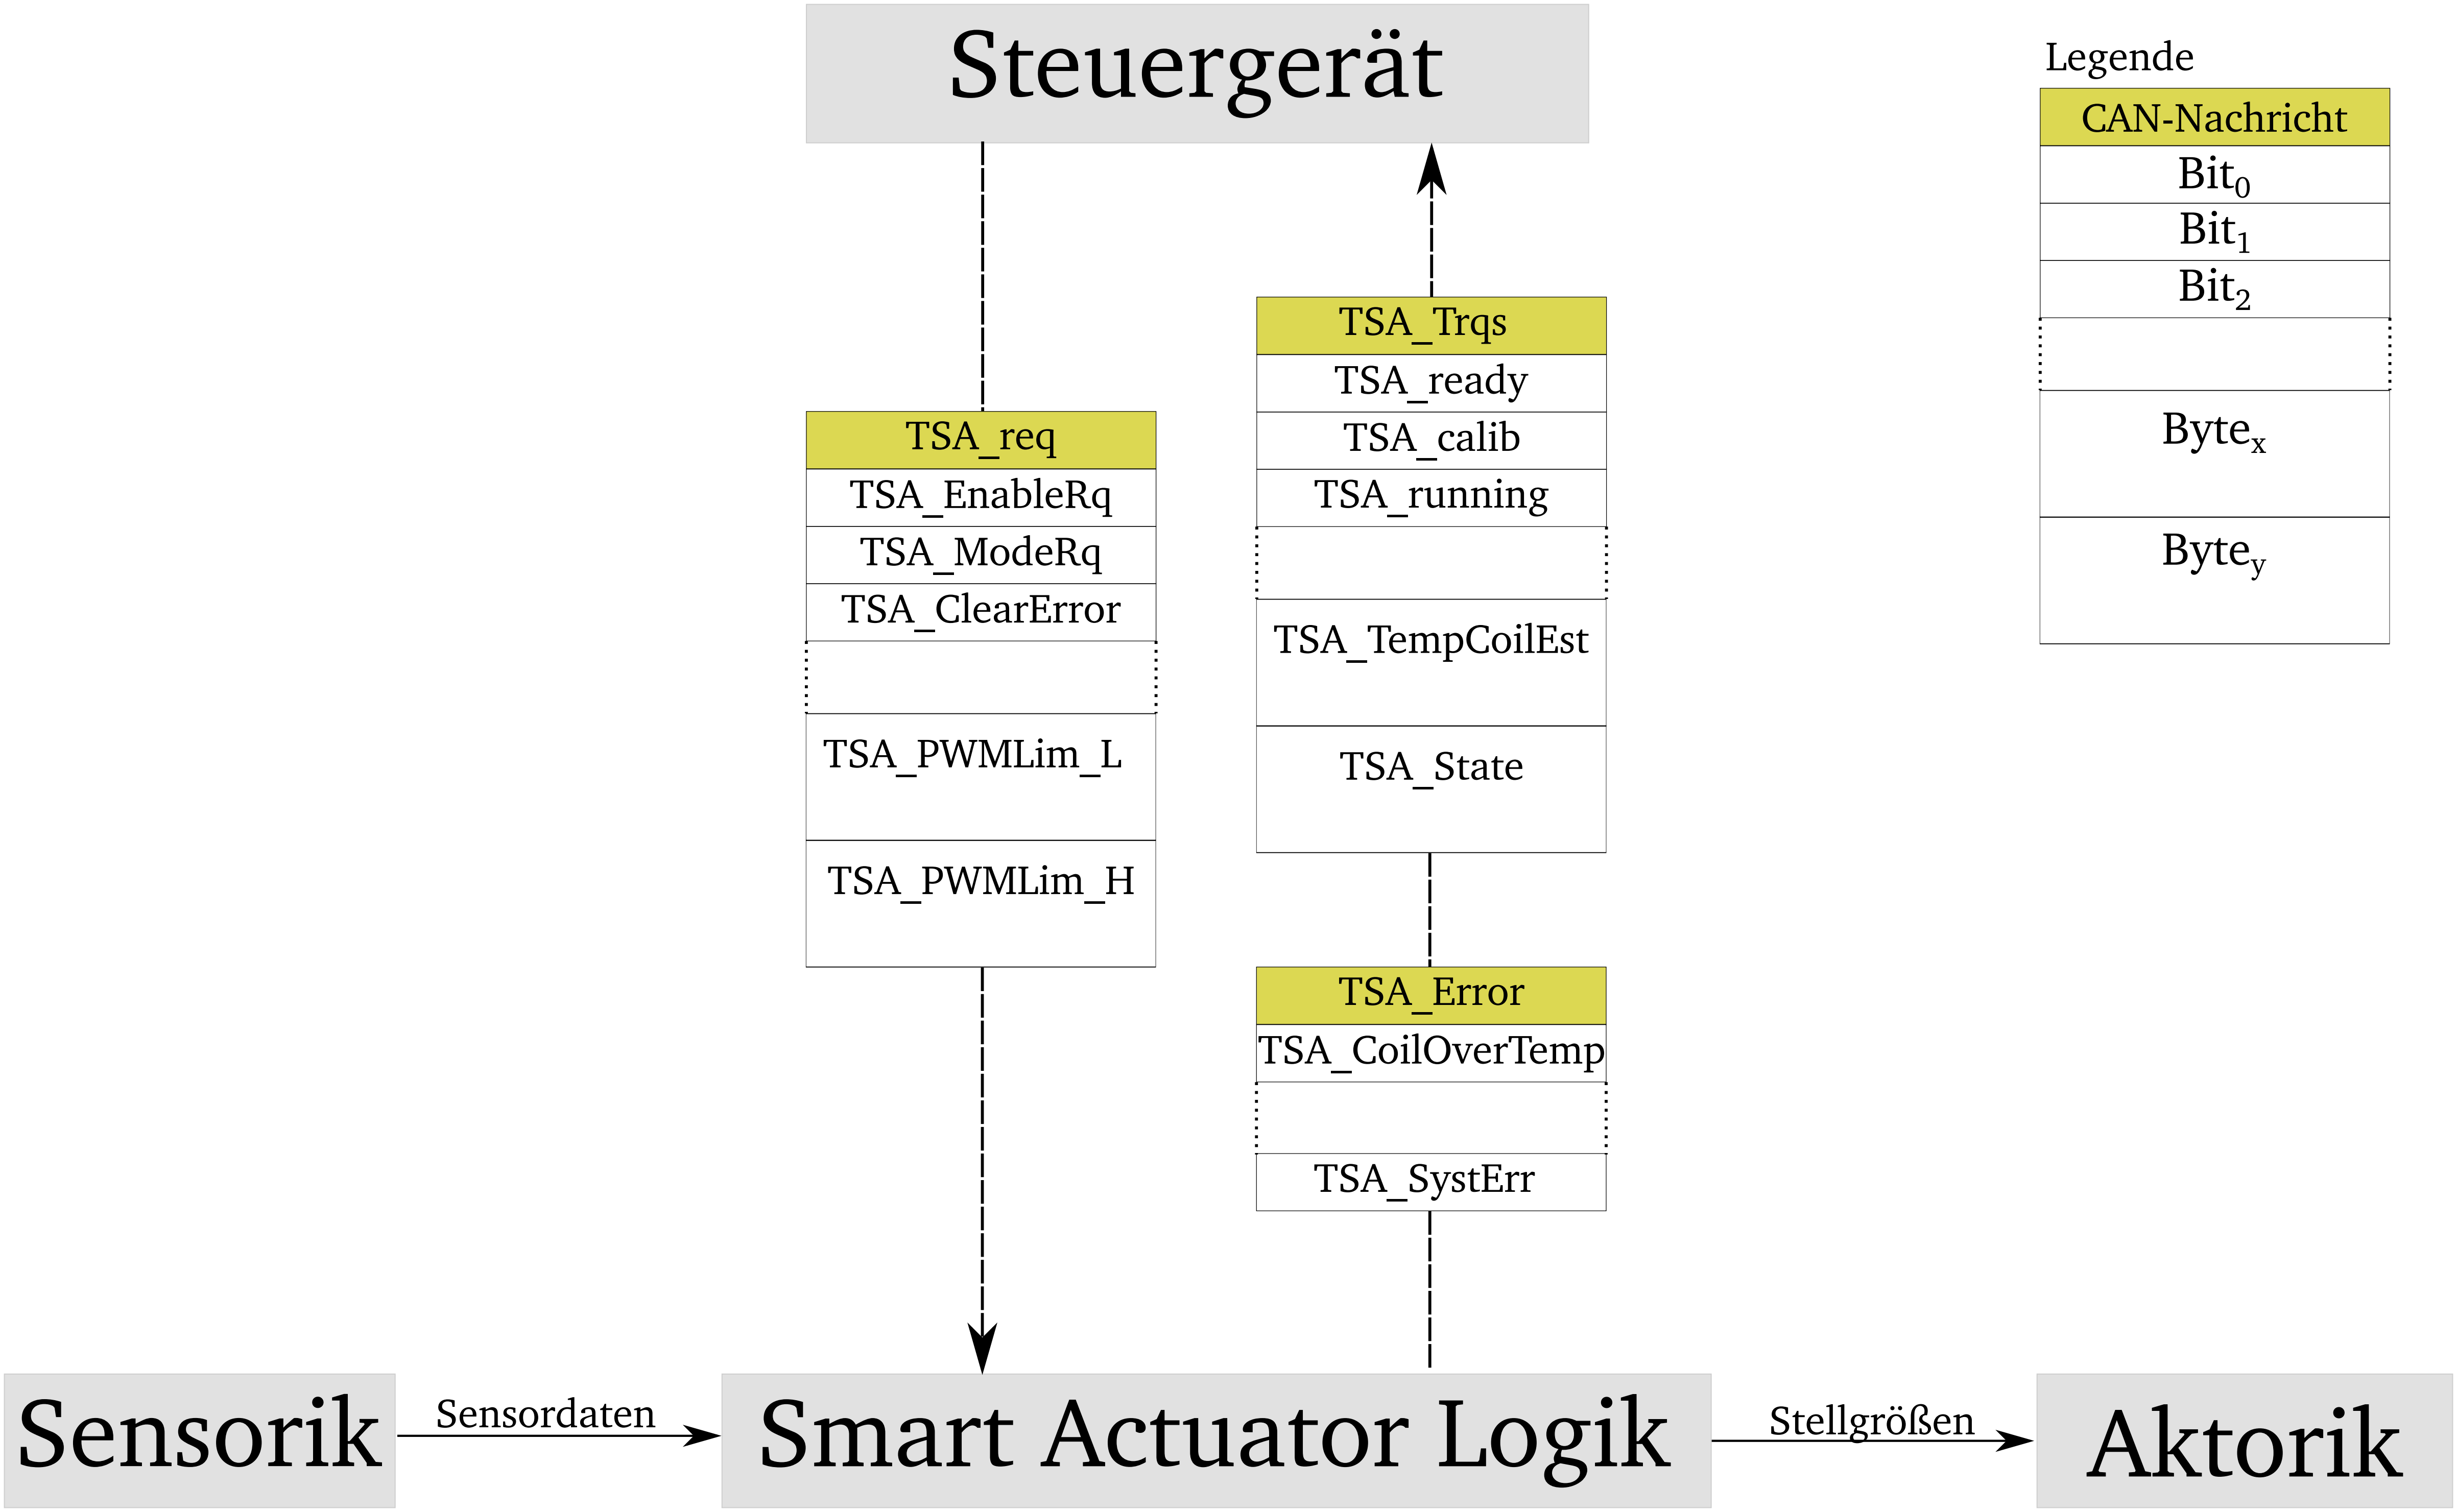 Steuergerät
Legende
CAN-Nachricht
Bit0
Bit1
Bit2
Bytex
Bytey
TSA_req
TSA_EnableRq
TSA_ModeRq
TSA_ClearError
TSA_PWMLim_L
TSA_PWMLim_H
TSA_Trqs
TSA_ready
TSA_calib
TSA_running
TSA_TempCoilEst
TSA_State
TSA_Error
TSA_CoilOverTemp
TSA_SystErr
Sensorik
Sensordaten
Smart Actuator Logik
Stellgrößen
Aktorik